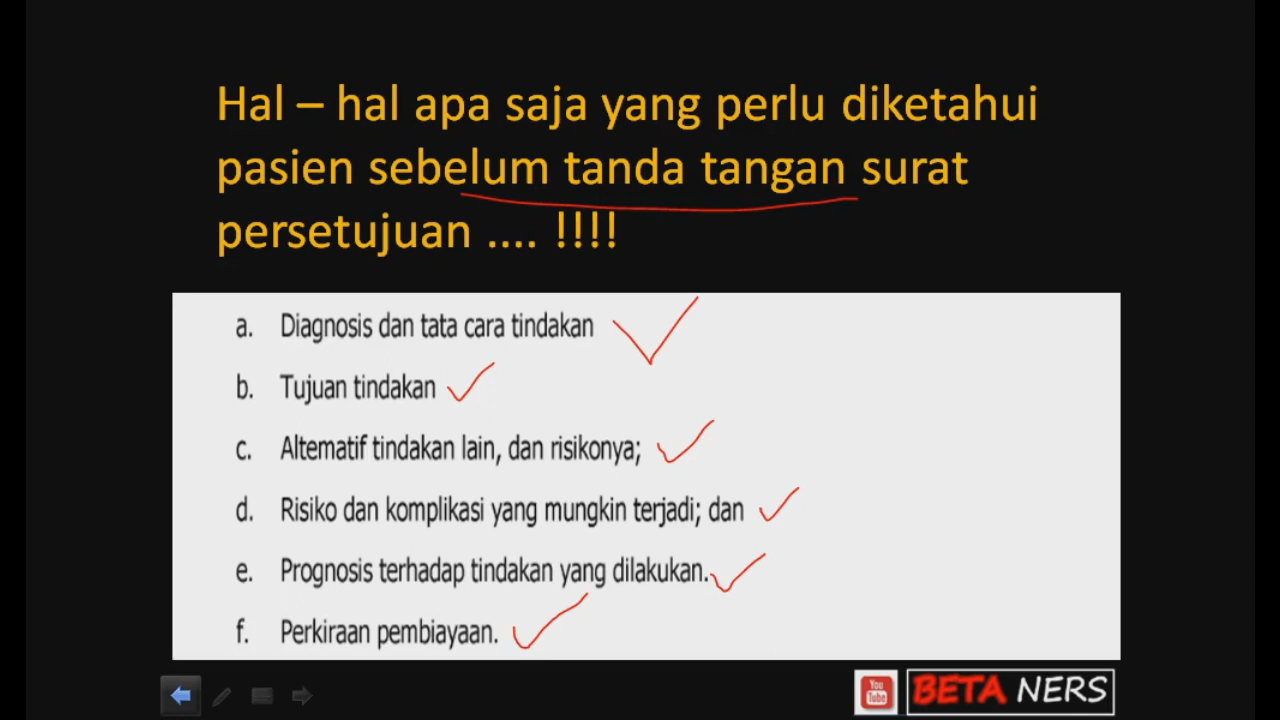 Hal – hal apa saja yang perlu diketahui
pasien sebelum tanda tangan surat
persetujuan .... !!!!
a. Diagnosis dan tata cara tindakan
b. Tujuan tindakan
c. Altematif tindakan lain, dan risikonya;
d. Risiko dan komplikasi yang mungkin terjadi; dan
e. Prognosis terhadap tindakan yang dilakukan.
f. Perkiraan pembiayaan.
You
Tube
BETA NERS